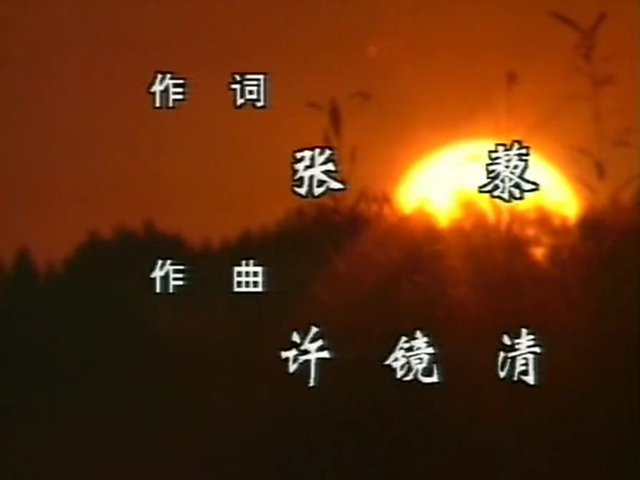 作 词
张 藜
作 曲
许 镜 清